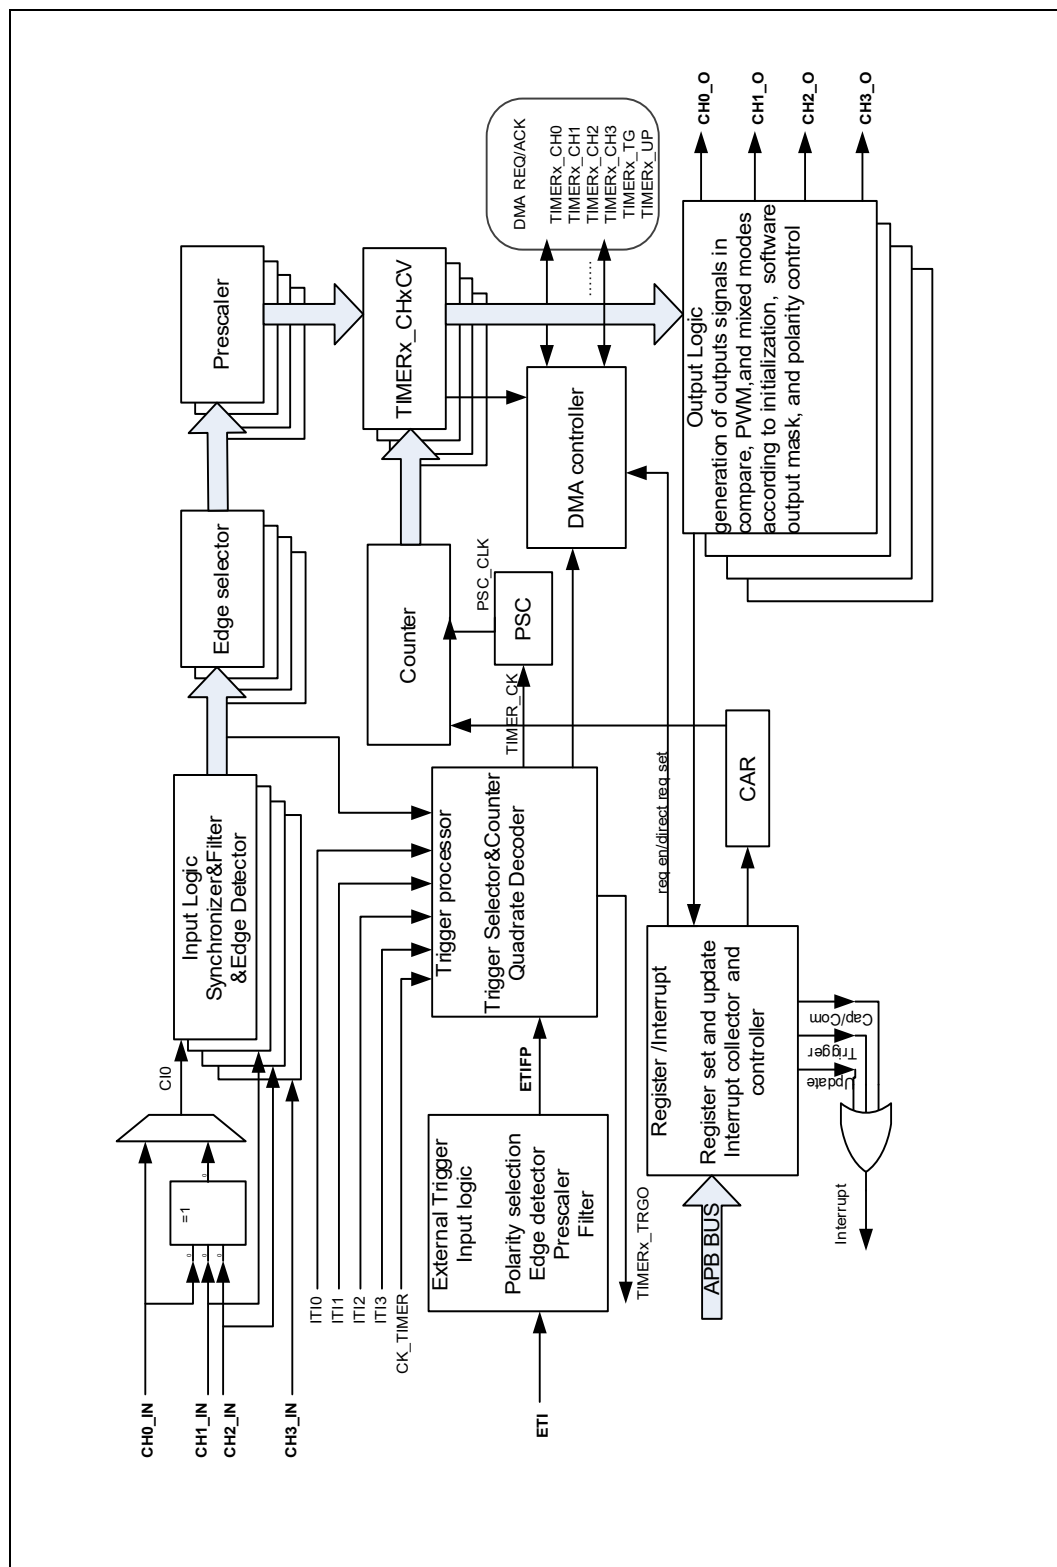 CH0_IN
CH1_IN
CH2_IN
CH3_IN
=1
0
0
0
0
CI0
Input Logic
Synchronizer&Filter
&Edge Detector
Edge selector
Prescaler
ITI0
ITI1
ITI2
ITI3
CK_TIMER
Trigger processor
Trigger Selector&Counter
Quadrate Decoder
Counter
TIMERx_CHxCV
TIMER_CK
PSC
PSC_CLK
DMA controller
DMA REQ/ACK
TIMERx_CH0
TIMERx_CH1
TIMERx_CH2
TIMERx_CH3
TIMERx_TG
TIMERx_UP
........
ETI
External Trigger
Input logic
Polarity selection
Edge detector
Prescaler
Filter
ETIFP
TIMERx_TRGO
APB BUS
Register /Interrupt
Register set and update
Interrupt collector and
controller
CAR
req en/direct req set
Output Logic
generation of outputs signals in
compare, PWM,and mixed modes
according to initialization, software
output mask, and polarity control
CH0_O
CH1_O
CH2_O
CH3_O
Interrupt
Update
Trigger
Cap/Com